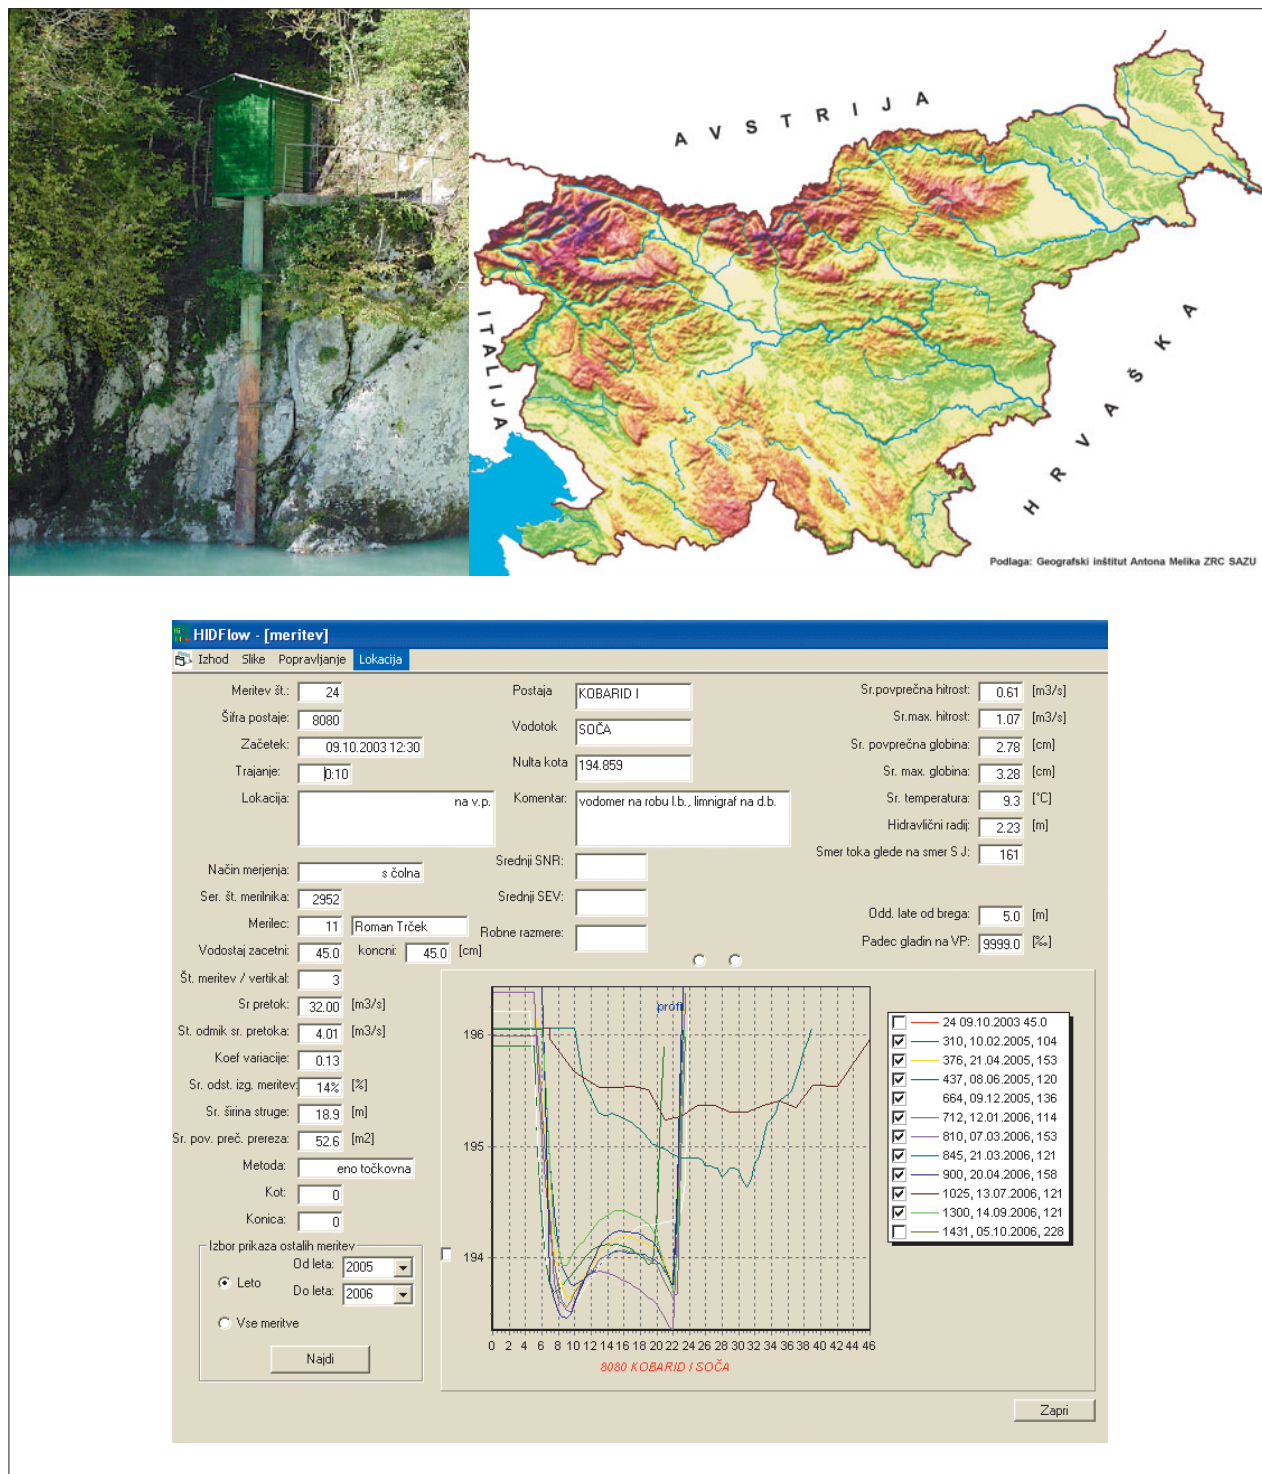 AVSTRIJA
ITALIJA
HRVAŠKA
Podlaga: Geografski inštitut Antona Melika ZRC SAZU
HIDFlow - [meritev]
Izhod Slike Popravljanje Lokacija
Meritev št.: 24
Šifra postaje: 8080
Začetek: 09.10.2003 12:30
Trajanje: 0:10
Lokacija: na v.p.
Način merjenja: s čolna
Ser. št. merilnika: 2952
Merilec: 11 Roman Trček
Vodostaj zacetni: 45.0 koncni: 45.0 [cm]
Št. meritev / vertikal: 3
Sr pretok: 32.00 [m3/s]
St. odmik sr. pretoka: 4.01 [m3/s]
Koef variacije: 0.13
Sr. odst. izg. meritev: 14% [%]
Sr. širina struge: 18.9 [m]
Sr. pov. preč. prereza: 52.6 [m2]
Metoda: eno točkovna
Kot: 0
Konica: 0
Izbor prikaza ostalih meritev
Leto
Od leta: 2005
Do leta: 2006
Vse meritve
Najdi
Postaja KOBARID I
Vodotok SOČA
Nulta kota 194.859
Komentar: vodomer na robu l.b., limnigraf na d.b.
Srednji SNR:
Srednji SEV:
Robne razmere:
Sr.povprečna hitrost: 0.61 [m3/s]
Sr.max. hitrost: 1.07 [m3/s]
Sr. povprečna globina: 2.78 [cm]
Sr. max. globina: 3.28 [cm]
Sr. temperatura: 9.3 [°C]
Hidravlični radij: 2.23 [m]
Smer toka glede na smer S J: 161
Odd. late od brega: 5.0 [m]
Padec gladin na VP: 9999.0 [‰]
profil
196
195
194
0 2 4 6 8 10 12 14 16 18 20 22 24 26 28 30 32 34 36 38 40 42 44 46
8080 KOBARID I SOČA
24 09.10.2003 45.0
310, 10.02.2005, 104
376, 21.04.2005, 153
437, 08.06.2005, 120
664, 09.12.2005, 136
712, 12.01.2006, 114
810, 07.03.2006, 153
845, 21.03.2006, 121
900, 20.04.2006, 158
1025, 13.07.2006, 121
1300, 14.09.2006, 121
1431, 05.10.2006, 228
Zapri